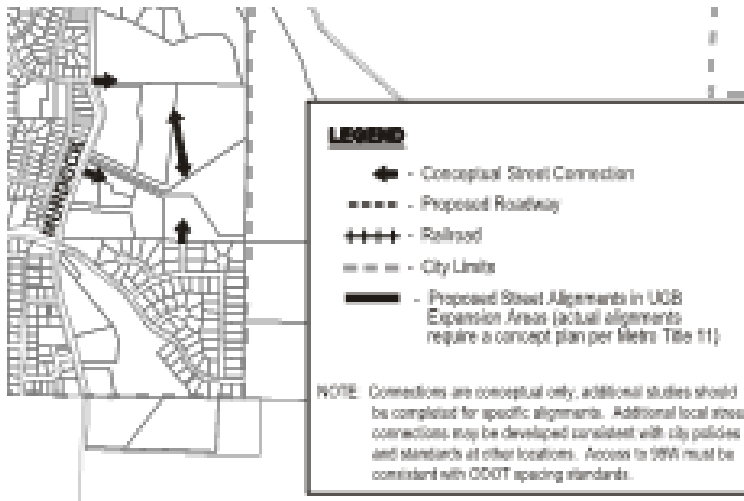 MURDOCK
LEGEND
- Conceptual Street Connection
- Proposed Roadway
- Railroad
- City Limits
- Proposed Street Alignments in UGB
Expansion Areas (actual alignments
require a concept plan per Metro Title 11)
NOTE: Connections are conceptual only, additional studies should
be completed for specific alignments. Additional local street
connections may be developed consistent with city policies
and standards at other locations. Access to 99W must be
consistent with ODOT spacing standards.